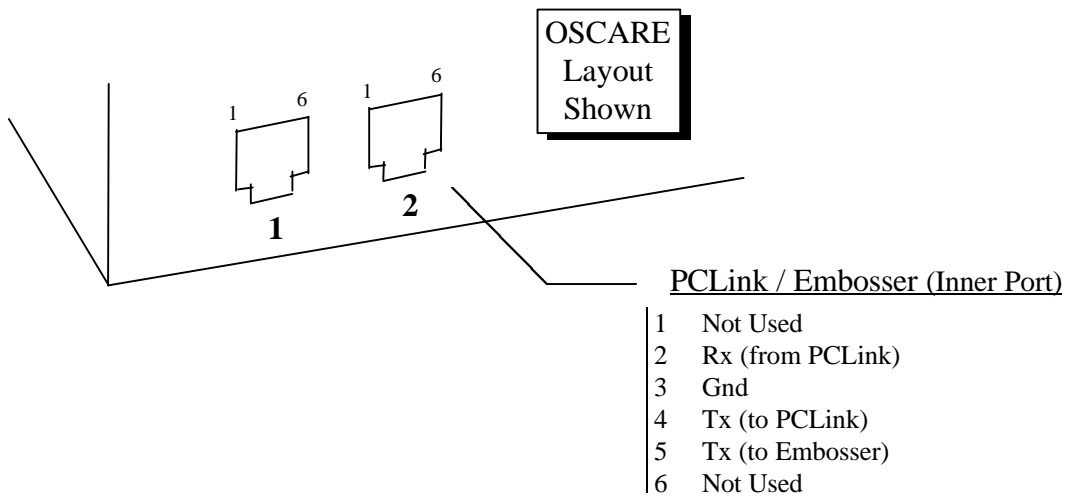 OSCARE
Layout
Shown
1 6
1 6
1
2
PCLink / Embosser (Inner Port)
1 Not Used
2 Rx (from PCLink)
3 Gnd
4 Tx (to PCLink)
5 Tx (to Embosser)
6 Not Used